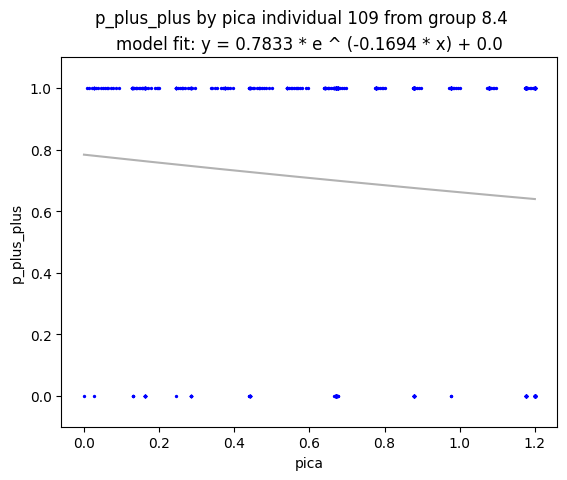 p_plus_plus by pica individual 109 from group 8.4
model fit: y = 0.7833 * e ^ (-0.1694 * x) + 0.0
1.0
0.8
0.6
0.4
0.2
0.0
p_plus_plus
0.0 0.2 0.4 0.6 0.8 1.0 1.2
pica